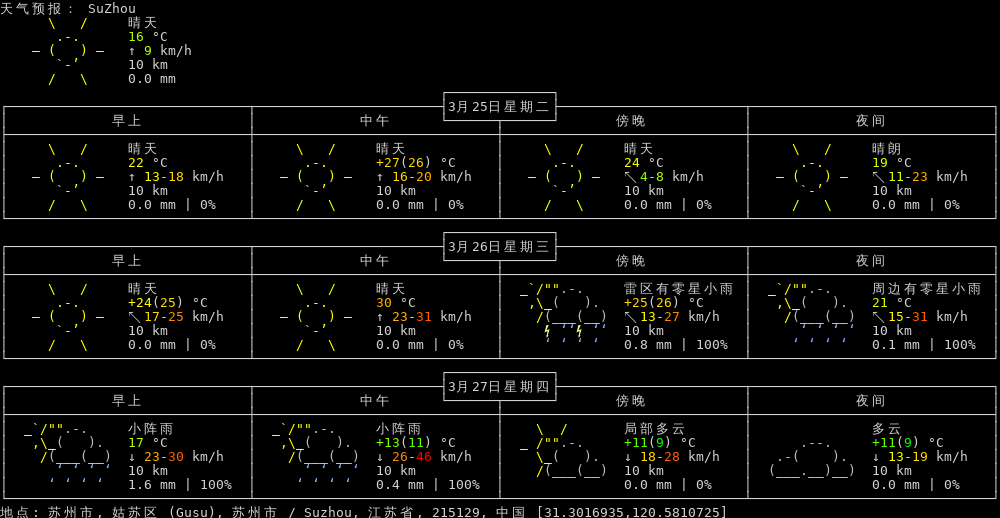 天气预报： SuZhou
晴天
16 °C
↑ 9 km/h
10 km
0.0 mm
3月25日星期二
早上 中午 傍晚 夜间
晴天 晴天 晴天 晴朗
22 °C +27(26) °C 24 °C 19 °C
↑ 13-18 km/h ↑ 16-20 km/h ↖ 4-8 km/h ↖ 11-23 km/h
10 km 10 km 10 km 10 km
0.0 mm | 0% 0.0 mm | 0% 0.0 mm | 0% 0.0 mm | 0%
3月26日星期三
早上 中午 傍晚 夜间
晴天 晴天 雷区有零星小雨 周边有零星小雨
+24(25) °C 30 °C +25(26) °C 21 °C
↖ 17-25 km/h ↑ 23-31 km/h ↖ 13-27 km/h ↖ 15-31 km/h
10 km 10 km 10 km 10 km
0.0 mm | 0% 0.0 mm | 0% 0.8 mm | 100% 0.1 mm | 100%
3月27日星期四
早上 中午 傍晚 夜间
小阵雨 小阵雨 局部多云 多云
17 °C +13(11) °C +11(9) °C +11(9) °C
↓ 23-30 km/h ↓ 26-46 km/h ↓ 18-28 km/h ↓ 13-19 km/h
10 km 10 km 10 km 10 km
1.6 mm | 100% 0.4 mm | 100% 0.0 mm | 0% 0.0 mm | 0%
地点: 苏州市, 姑苏区 (Gusu), 苏州市 / Suzhou, 江苏省, 215129, 中国 [31.3016935,120.5810725]